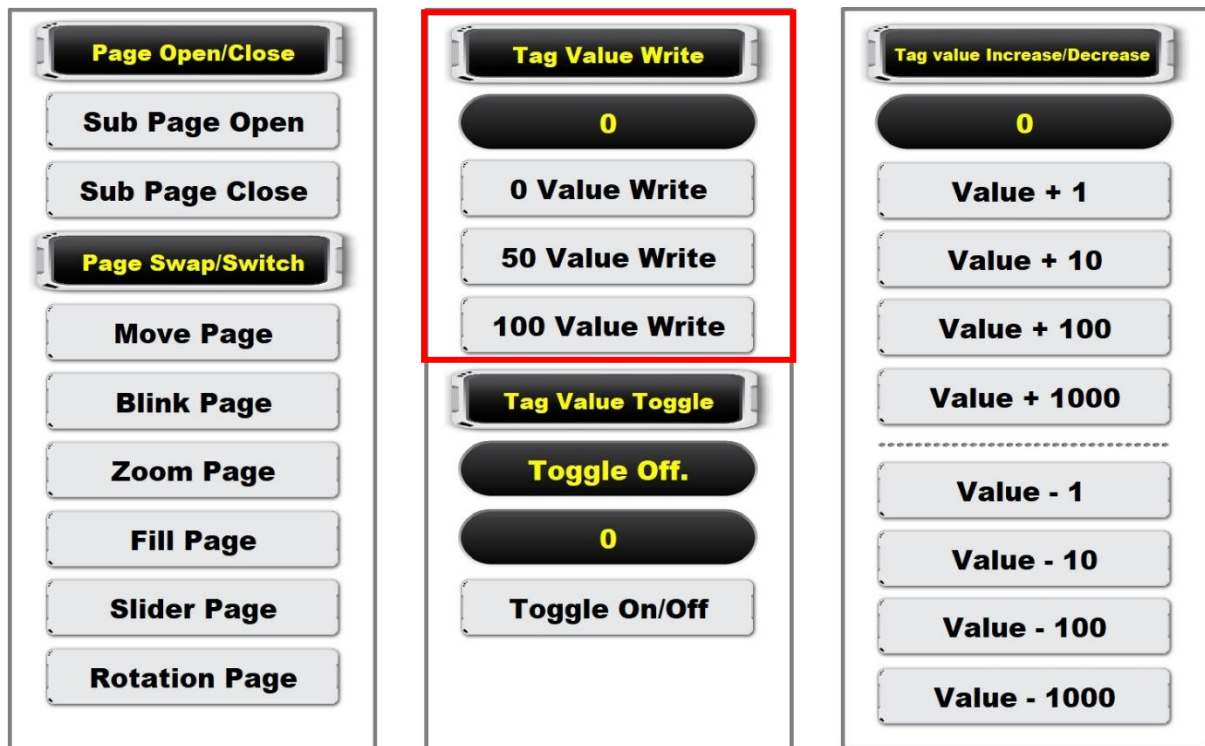 Page Open/Close
Sub Page Open
Sub Page Close
Page Swap/Switch
Move Page
Blink Page
Zoom Page
Fill Page
Slider Page
Rotation Page
Tag Value Write
0
0 Value Write
50 Value Write
100 Value Write
Tag Value Toggle
Toggle Off.
0
Toggle On/Off
Tag value Increase/Decrease
0
Value + 1
Value + 10
Value + 100
Value + 1000
Value - 1
Value - 10
Value - 100
Value - 1000